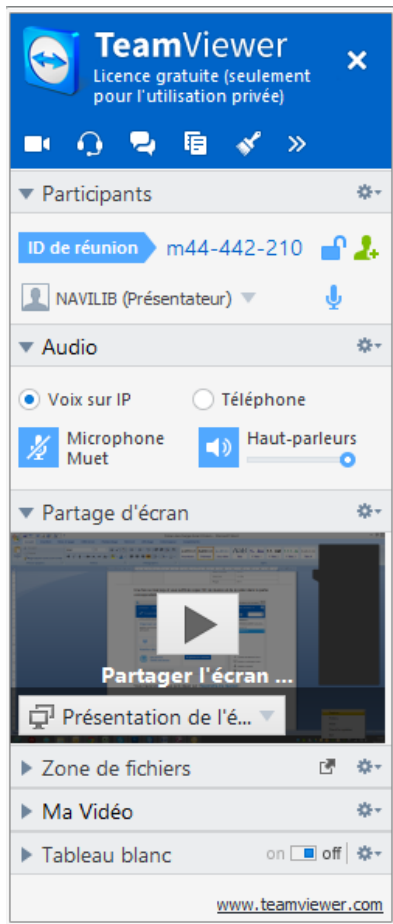 TeamViewer
Licence gratuite (seulement
pour l'utilisation privée)
Participants
ID de réunion m44-442-210
NAVILIB (Présentateur)
Audio
Voix sur IP Téléphone
Microphone
Muet
Haut-parleurs
Partage d'écran
Partager l'écran ...
Présentation de l'é...
Zone de fichiers
Ma Vidéo
Tableau blanc on off
www.teamviewer.com